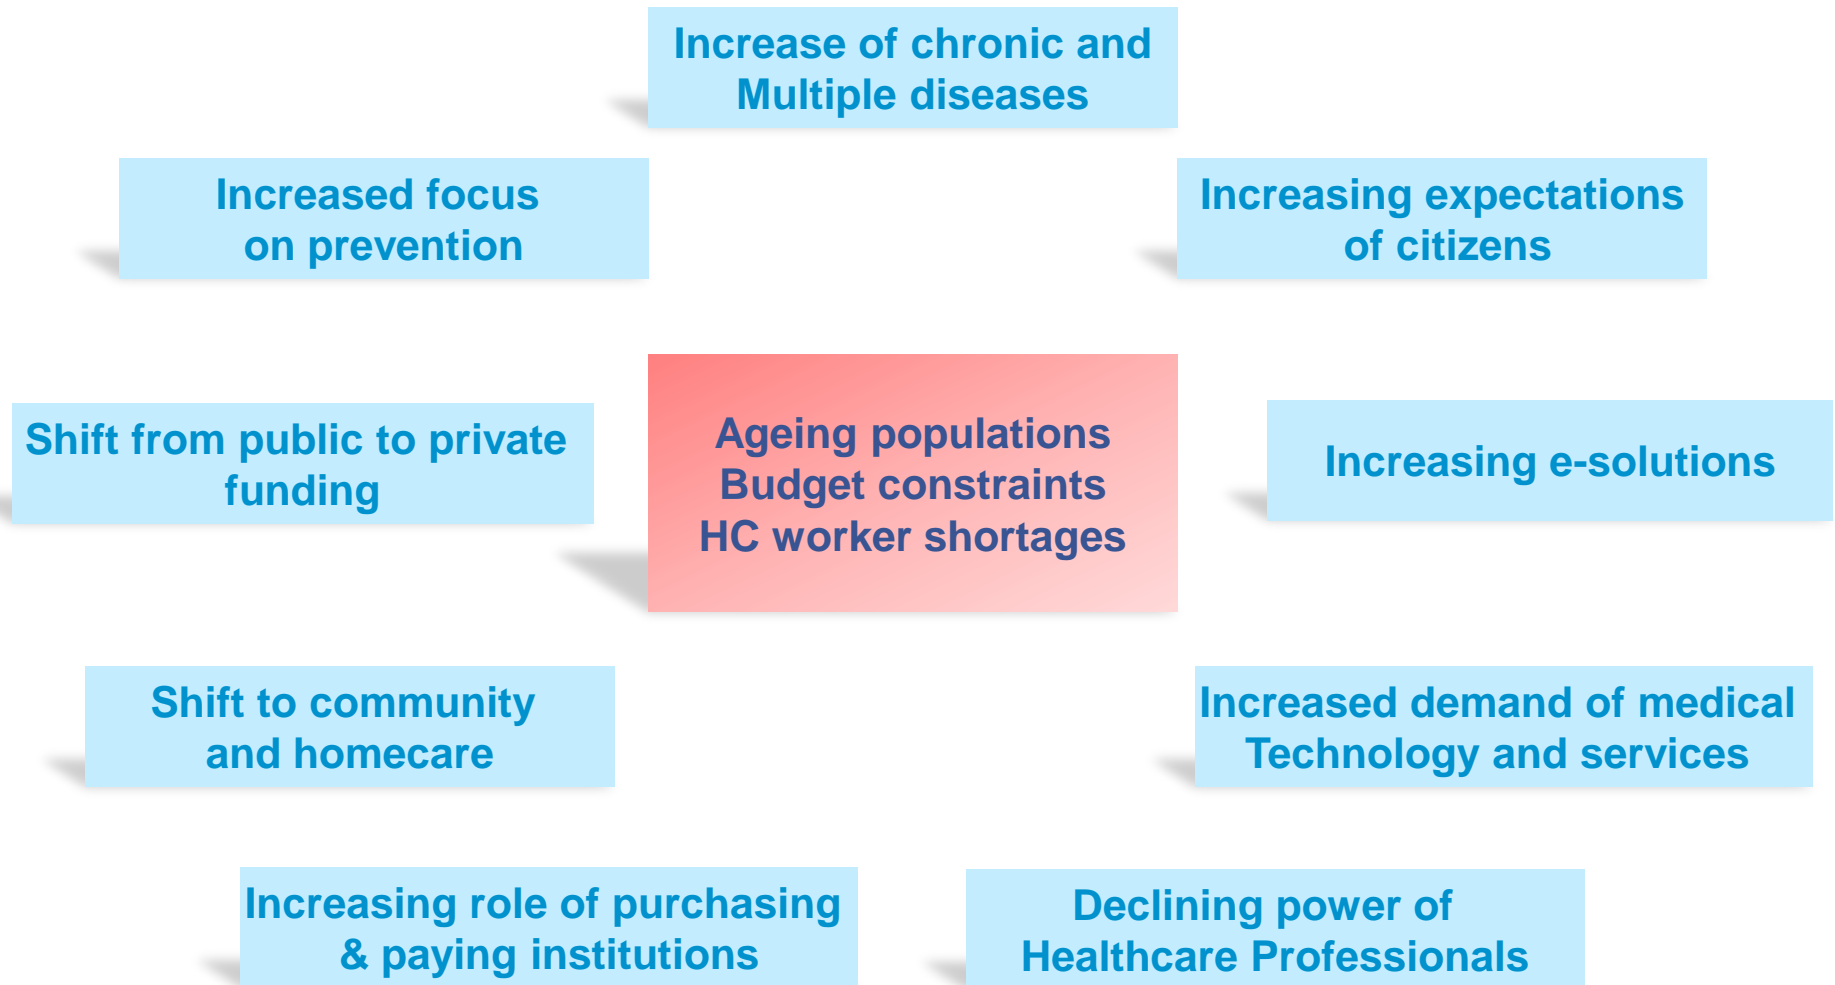 Increase of chronic and
Multiple diseases
Increased focus
on prevention
Increasing expectations
of citizens
Shift from public to private
funding
Ageing populations
Budget constraints
HC worker shortages
Increasing e-solutions
Shift to community
and homecare
Increased demand of medical
Technology and services
Increasing role of purchasing
& paying institutions
Declining power of
Healthcare Professionals